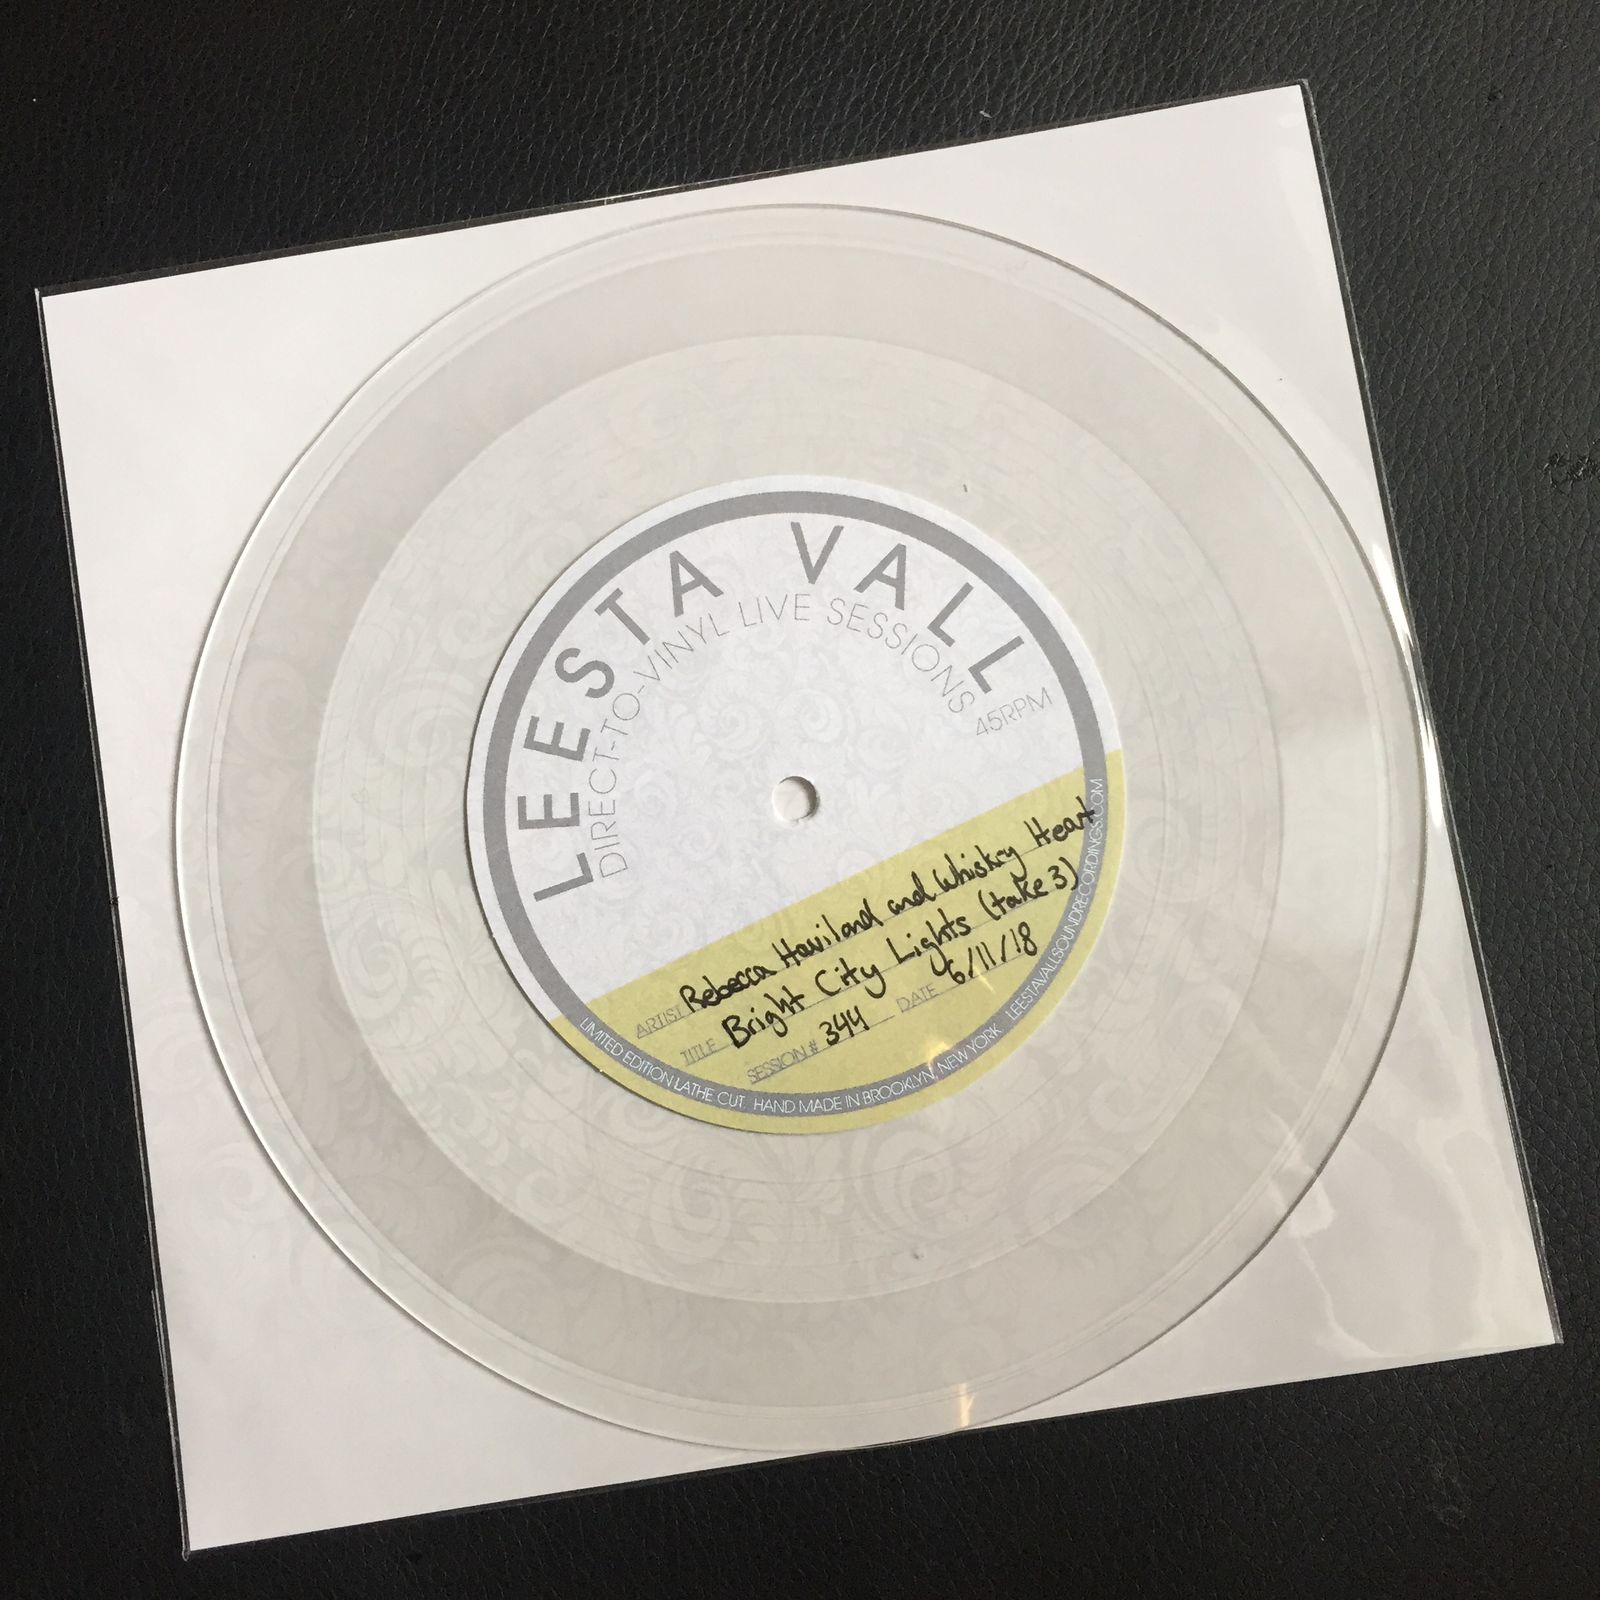 LEESTA VALL
DIRECT-TO-VINYL LIVE SESSIONS
45RPM
ARTIST Rebecca Haviland and Whiskey Heart
TITLE Bright City Lights (take 3)
SESSION # 344 DATE 6/11/18
LIMITED EDITION LATHE CUT. HAND MADE IN BROOKLYN, NEW YORK LEESTAVALLSOUNDRECORDINGS.COM